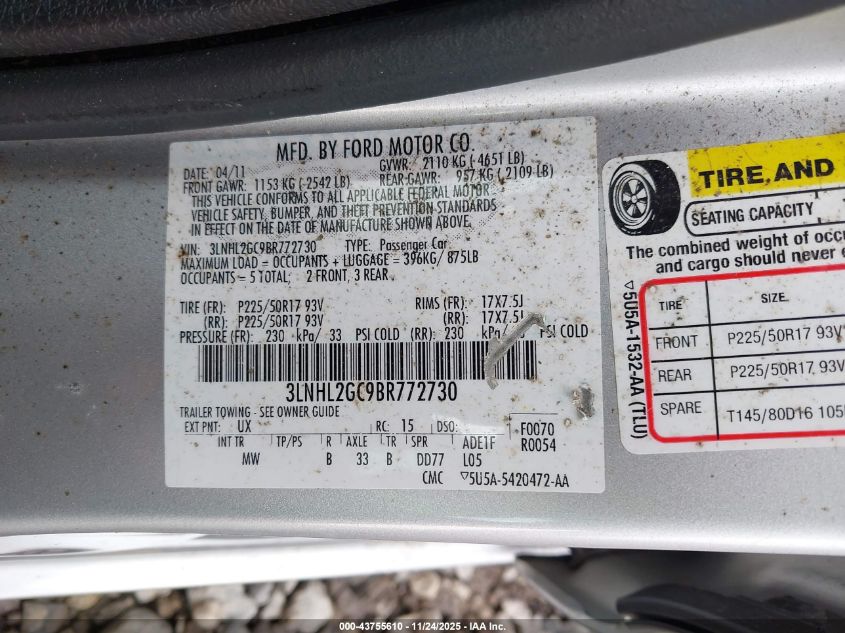 MFD. BY FORD MOTOR CO.
DATE: 04/11 GVWR: 2110 KG (-4651 LB)
FRONT GAWR: 1153 KG (-2542 LB) REAR GAWR: 957 KG (-2109 LB)
THIS VEHICLE CONFORMS TO ALL APPLICABLE FEDERAL MOTOR
VEHICLE SAFETY, BUMPER, AND THEFT PREVENTION STANDARDS
IN EFFECT ON THE DATE OF MANUFACTURE SHOWN ABOVE.
VIN: 3LNHL2GC9BR772730 TYPE: Passenger Car
MAXIMUM LOAD = OCCUPANTS + LUGGAGE = 396KG/ 875LB
OCCUPANTS = 5 TOTAL; 2 FRONT, 3 REAR
TIRE (FR): P225/50R17 93V RIMS (FR): 17X7.5J
(RR): P225/50R17 93V (RR): 17X7.5J
PRESSURE (FR): 230 kPa/ 33 PSI COLD (RR): 230 kPa/ PSI COLD
3LNHL2GC9BR772730
TRAILER TOWING - SEE OWNER GUIDE
EXT PNT: UX RC: 15 DSO: F0070
INT TR TP/PS R AXLE TR SPR ADE1F R0054
MW B 33 B DD77 L05
CMC ▽5U5A-5420472-AA
TIRE AND
SEATING CAPACITY
The combined weight of occu
and cargo should never e
▽5U5A-1532-AA (TLU)
TIRE SIZE
FRONT P225/50R17 93V
REAR P225/50R17 93V
SPARE T145/80D16 105
000-43755610 - 11/24/2025 - IAA Inc.